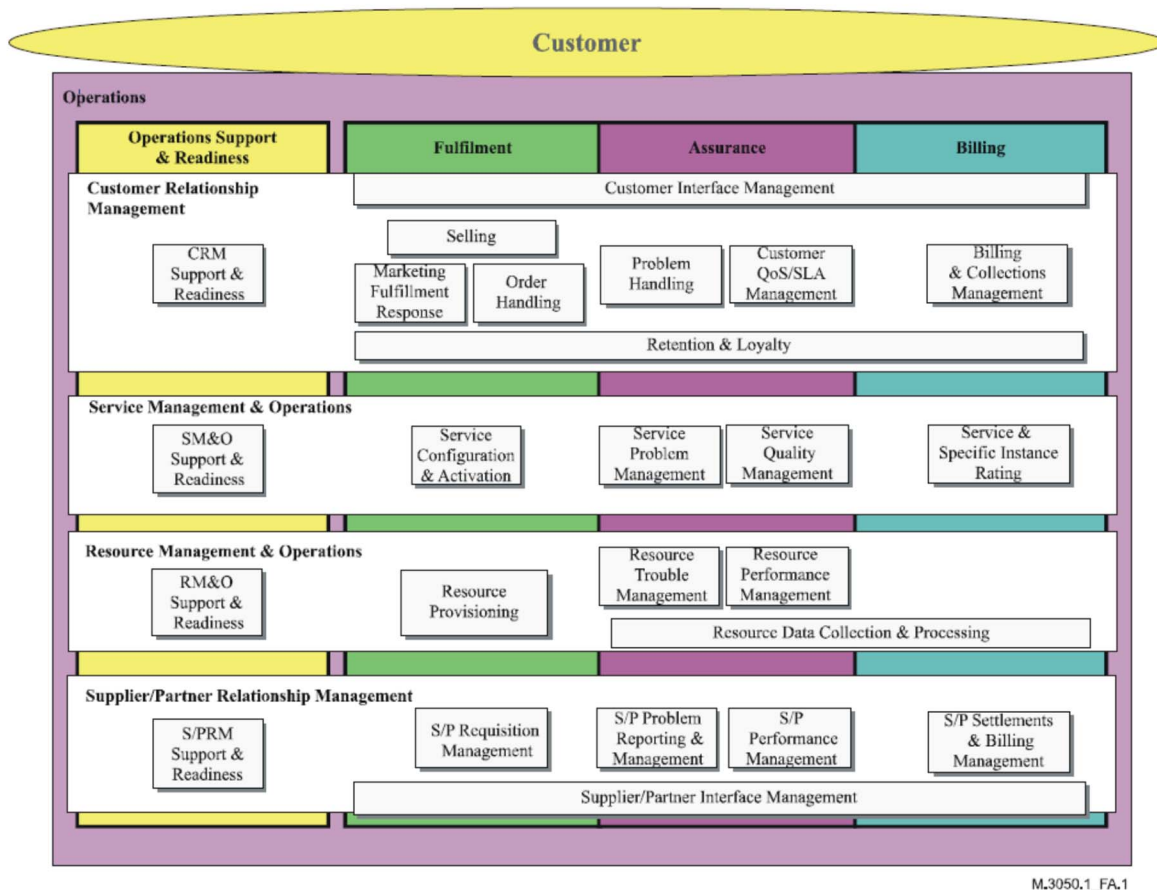 Customer
Operations
Operations Support
& Readiness
Fulfilment
Assurance
Billing
Customer Relationship
Management
Customer Interface Management
CRM
Support &
Readiness
Selling
Marketing
Fulfillment
Response
Order
Handling
Problem
Handling
Customer
QoS/SLA
Management
Billing
& Collections
Management
Retention & Loyalty
Service Management & Operations
SM&O
Support &
Readiness
Service
Configuration
& Activation
Service
Problem
Management
Service
Quality
Management
Service &
Specific Instance
Rating
Resource Management & Operations
RM&O
Support &
Readiness
Resource
Provisioning
Resource
Trouble
Management
Resource
Performance
Management
Resource Data Collection & Processing
Supplier/Partner Relationship Management
S/PRM
Support &
Readiness
S/P Requisition
Management
S/P Problem
Reporting &
Management
S/P
Performance
Management
S/P Settlements
& Billing
Management
Supplier/Partner Interface Management
M.3050.1_FA.1